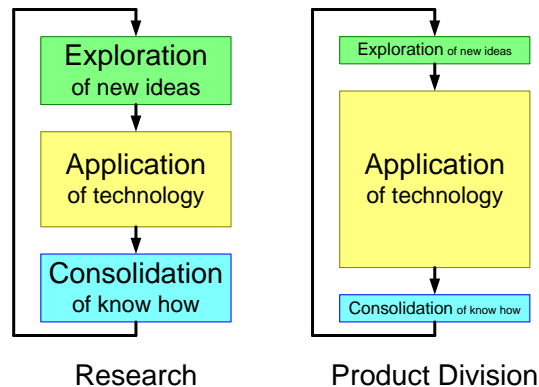 Exploration
of new ideas
Application
of technology
Consolidation
of know how
Research
Exploration of new ideas
Application
of technology
Consolidation of know how
Product Division